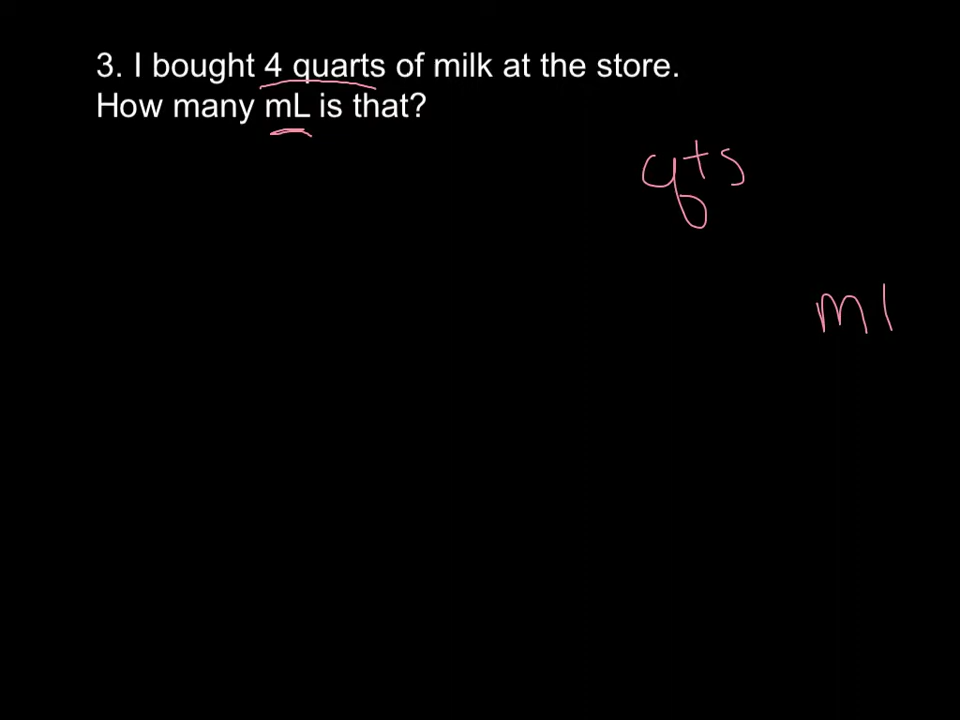 3. I bought 4 quarts of milk at the store.
How many mL is that?
qts
ml